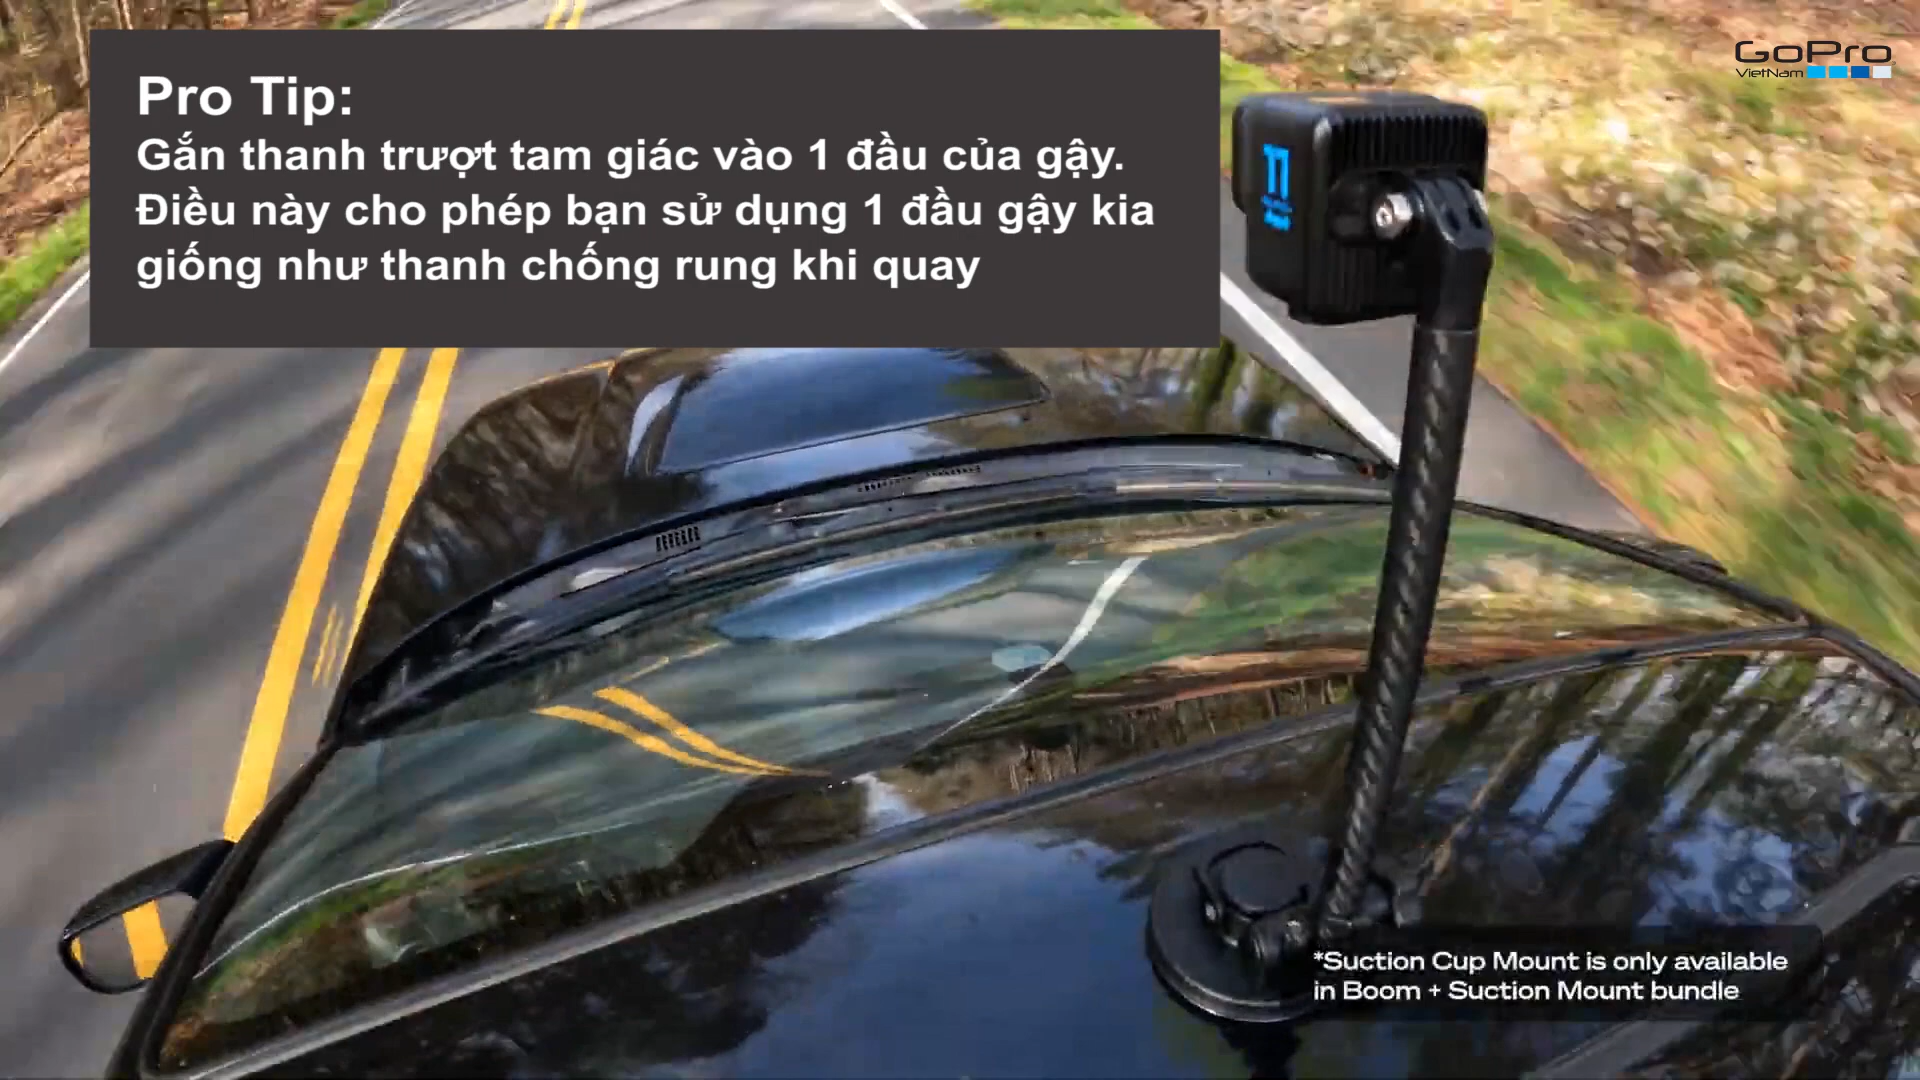 Pro Tip:
Gắn thanh trượt tam giác vào 1 đầu của gậy.
Điều này cho phép bạn sử dụng 1 đầu gậy kia
giống như thanh chống rung khi quay
GoPro
VietNam
11
*Suction Cup Mount is only available
in Boom + Suction Mount bundle